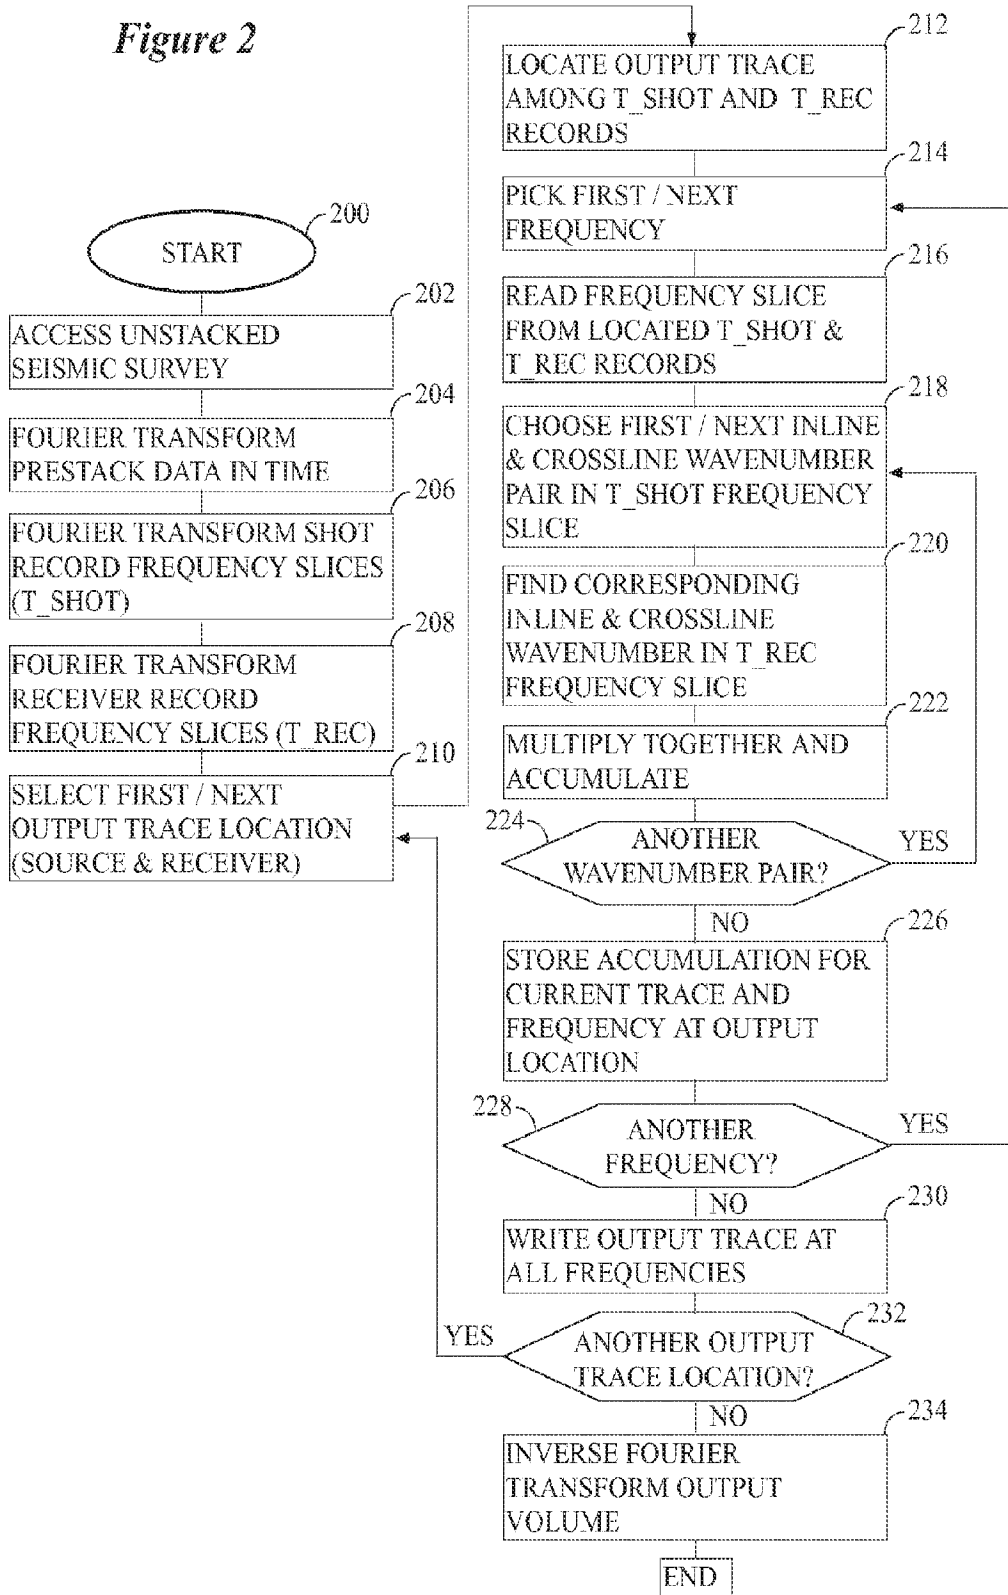 Figure 2
200
START
202
ACCESS UNSTACKED
SEISMIC SURVEY
204
FOURIER TRANSFORM
PRESTACK DATA IN TIME
206
FOURIER TRANSFORM SHOT
RECORD FREQUENCY SLICES
(T_SHOT)
208
FOURIER TRANSFORM
RECEIVER RECORD
FREQUENCY SLICES (T_REC)
210
SELECT FIRST / NEXT
OUTPUT TRACE LOCATION
(SOURCE & RECEIVER)
212
LOCATE OUTPUT TRACE
AMONG T_SHOT AND T_REC
RECORDS
214
PICK FIRST / NEXT
FREQUENCY
216
READ FREQUENCY SLICE
FROM LOCATED T_SHOT &
T_REC RECORDS
218
CHOOSE FIRST / NEXT INLINE
& CROSSLINE WAVENUMBER
PAIR IN T_SHOT FREQUENCY
SLICE
220
FIND CORRESPONDING
INLINE & CROSSLINE
WAVENUMBER IN T_REC
FREQUENCY SLICE
222
MULTIPLY TOGETHER AND
ACCUMULATE
224
ANOTHER
WAVENUMBER PAIR?
YES
NO
226
STORE ACCUMULATION FOR
CURRENT TRACE AND
FREQUENCY AT OUTPUT
LOCATION
228
ANOTHER
FREQUENCY?
YES
NO
230
WRITE OUTPUT TRACE AT
ALL FREQUENCIES
232
YES
ANOTHER OUTPUT
TRACE LOCATION?
NO
234
INVERSE FOURIER
TRANSFORM OUTPUT
VOLUME
END